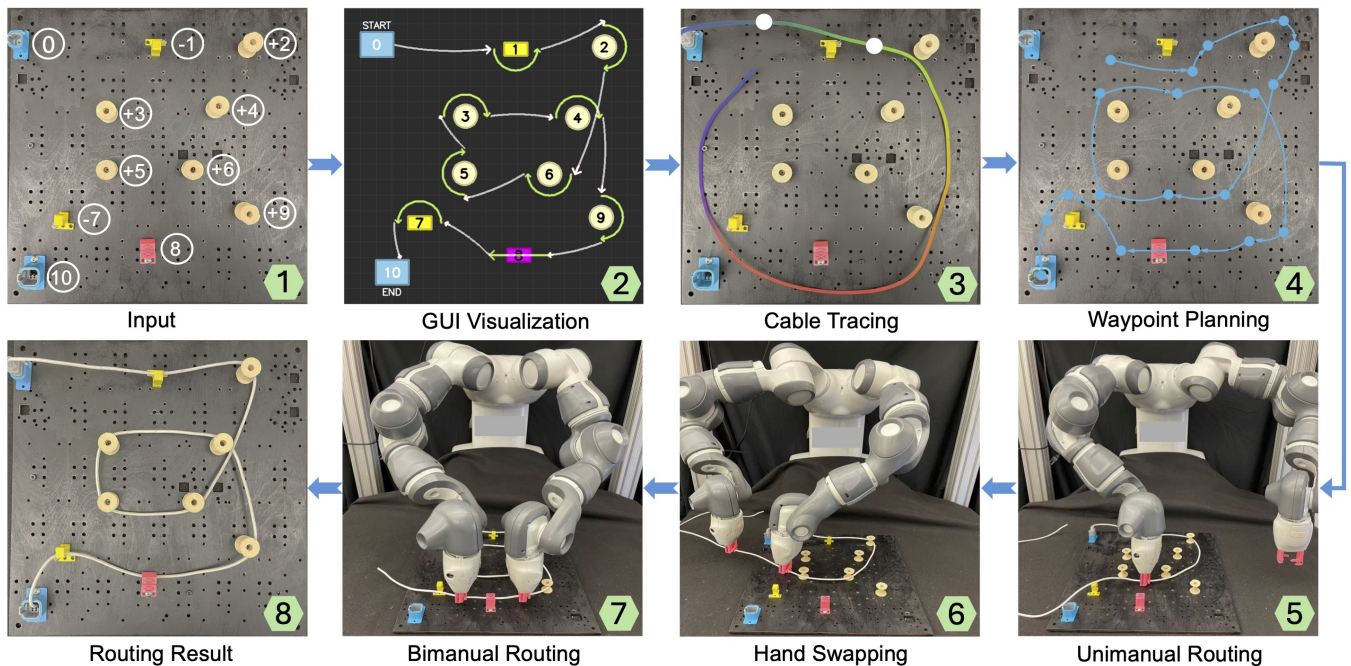 0
-1
+2
+3
+4
+5
+6
-7
8
+9
10
1
Input
START
0
1
2
3
4
5
6
7
9
10
END
2
GUI Visualization
3
Cable Tracing
4
Waypoint Planning
8
Routing Result
7
Bimanual Routing
6
Hand Swapping
5
Unimanual Routing